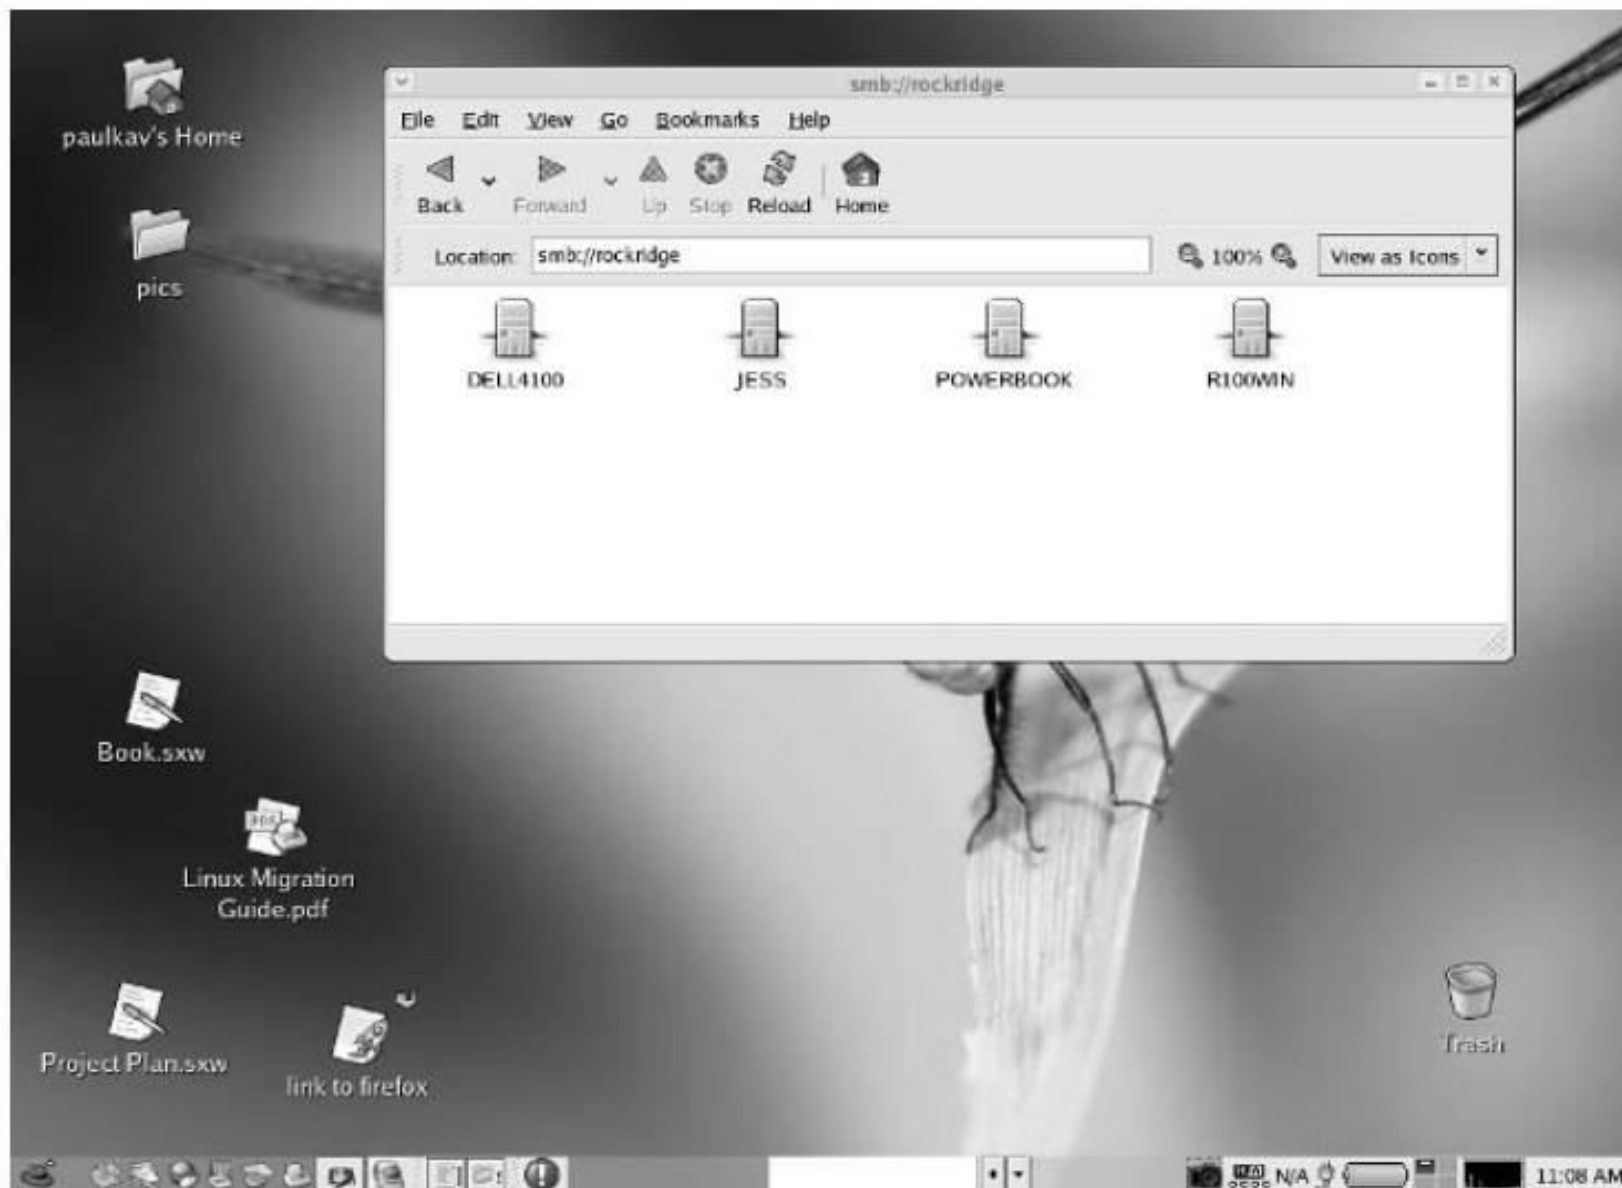 paulkav's Home
pics
smb://rockridge
File Edit View Go Bookmarks Help
Back Forward Up Stop Reload Home
Location: smb://rockridge 100% View as Icons
DELL4100 JESS POWERBOOK R100WIN
Book.sxw
Linux Migration
Guide.pdf
Project Plan.sxw
link to firefox
Trash
N/A 11:08 AM